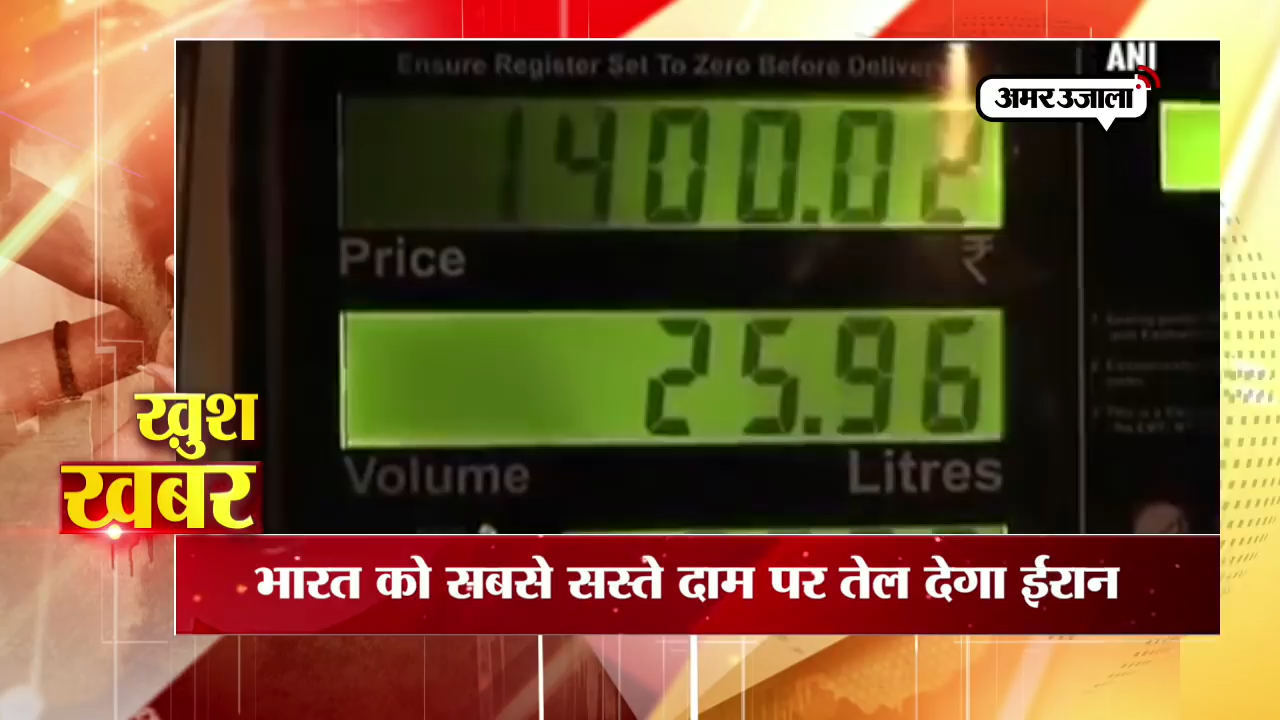 Ensure Register Set To Zero Before Delivery
ANI
अमर उजाला
1400.02
Price ₹
25.96
Volume Litres
ख़ुश
खबर
भारत को सबसे सस्ते दाम पर तेल देगा ईरान